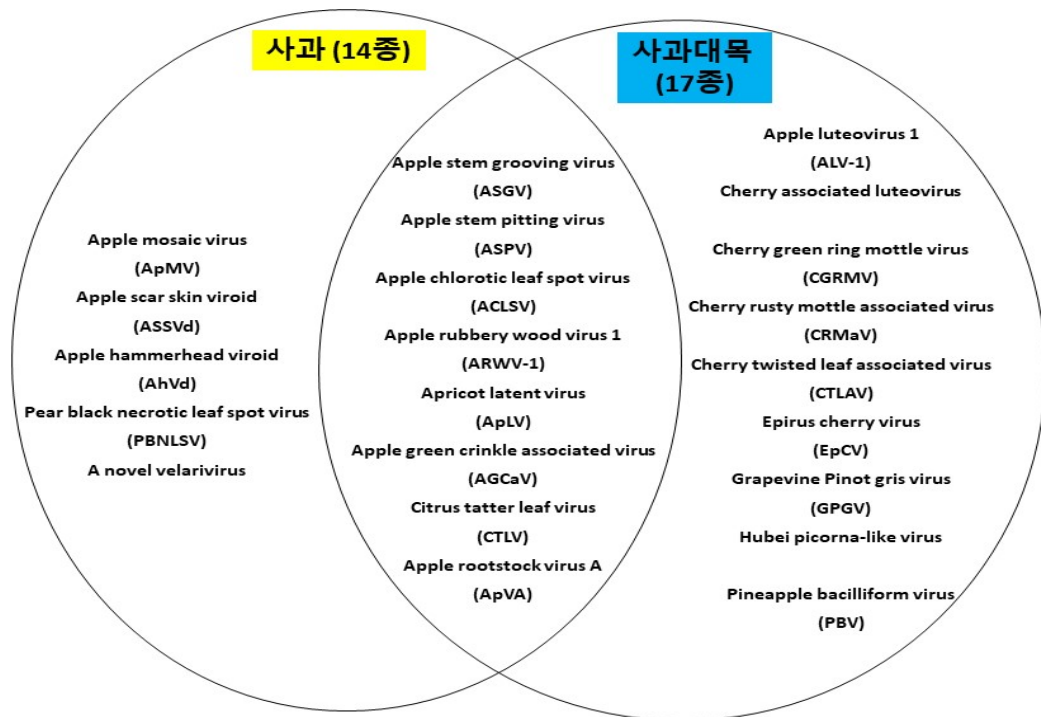 사과 (14종)
사과대목
(17종)
Apple mosaic virus
(ApMV)
Apple scar skin viroid
(ASSVd)
Apple hammerhead viroid
(AhVd)
Pear black necrotic leaf spot virus
(PBNLSV)
A novel velarivirus
Apple stem grooving virus
(ASGV)
Apple stem pitting virus
(ASPV)
Apple chlorotic leaf spot virus
(ACLSV)
Apple rubbery wood virus 1
(ARWV-1)
Apricot latent virus
(ApLV)
Apple green crinkle associated virus
(AGCaV)
Citrus tatter leaf virus
(CTLV)
Apple rootstock virus A
(ApVA)
Apple luteovirus 1
(ALV-1)
Cherry associated luteovirus
Cherry green ring mottle virus
(CGRMV)
Cherry rusty mottle associated virus
(CRMaV)
Cherry twisted leaf associated virus
(CTLAV)
Epirus cherry virus
(EpCV)
Grapevine Pinot gris virus
(GPGV)
Hubei picorna-like virus
Pineapple bacilliform virus
(PBV)